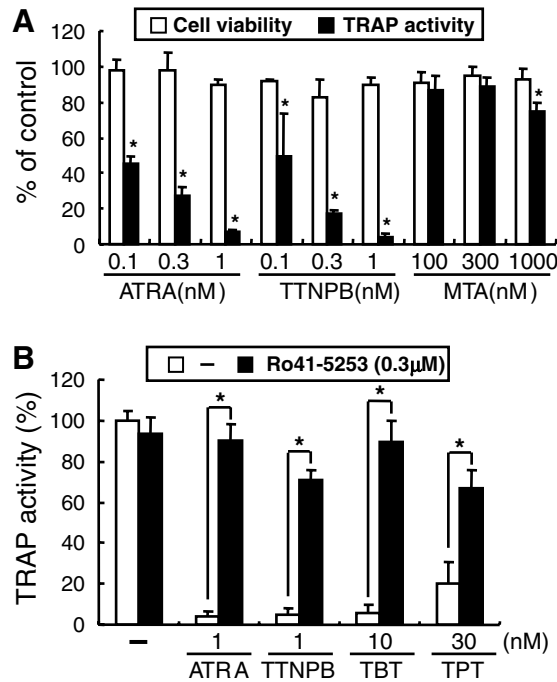 A
Cell viability TRAP activity
% of control
120
100
80
60
40
20
0
* * * * * * *
0.1 0.3 1 0.1 0.3 1 100 300 1000
ATRA(nM) TTNPB(nM) MTA(nM)
B
– Ro41-5253 (0.3μM)
TRAP activity (%)
120
100
80
60
40
20
0
* * * *
– 1 1 10 30 (nM)
ATRA TTNPB TBT TPT